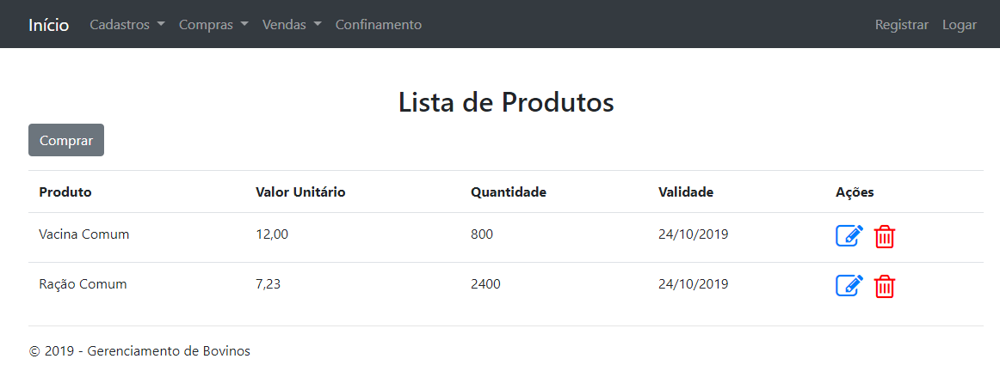 Início Cadastros Compras Vendas Confinamento Registrar Logar
Lista de Produtos
Comprar
Produto Valor Unitário Quantidade Validade Ações
Vacina Comum 12,00 800 24/10/2019
Ração Comum 7,23 2400 24/10/2019
© 2019 - Gerenciamento de Bovinos